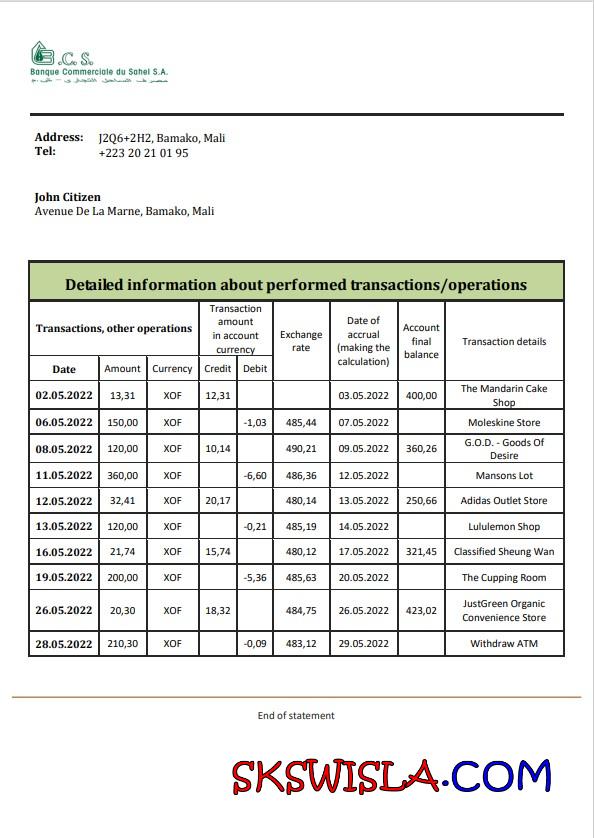 B.C.S.
Banque Commerciale du Sahel S.A.
Address: J2Q6+2H2, Bamako, Mali
Tel: +223 20 21 01 95
John Citizen
Avenue De La Marne, Bamako, Mali
Detailed information about performed transactions/operations
Transactions, other operations
Transaction
amount
in account
currency
Exchange
rate
Date of
accrual
(making the
calculation)
Account
final
balance
Transaction details
Date Amount Currency Credit Debit
02.05.2022 13,31 XOF 12,31 03.05.2022 400,00 The Mandarin Cake
Shop
06.05.2022 150,00 XOF -1,03 485,44 07.05.2022 Moleskine Store
08.05.2022 120,00 XOF 10,14 490,21 09.05.2022 360,26 G.O.D. - Goods Of
Desire
11.05.2022 360,00 XOF -6,60 486,36 12.05.2022 Mansons Lot
12.05.2022 32,41 XOF 20,17 480,14 13.05.2022 250,66 Adidas Outlet Store
13.05.2022 120,00 XOF -0,21 485,19 14.05.2022 Lululemon Shop
16.05.2022 21,74 XOF 15,74 480,12 17.05.2022 321,45 Classified Sheung Wan
19.05.2022 200,00 XOF -5,36 485,63 20.05.2022 The Cupping Room
26.05.2022 20,30 XOF 18,32 484,75 26.05.2022 423,02 JustGreen Organic
Convenience Store
28.05.2022 210,30 XOF -0,09 483,12 29.05.2022 Withdraw ATM
End of statement
SKSWISLA.COM